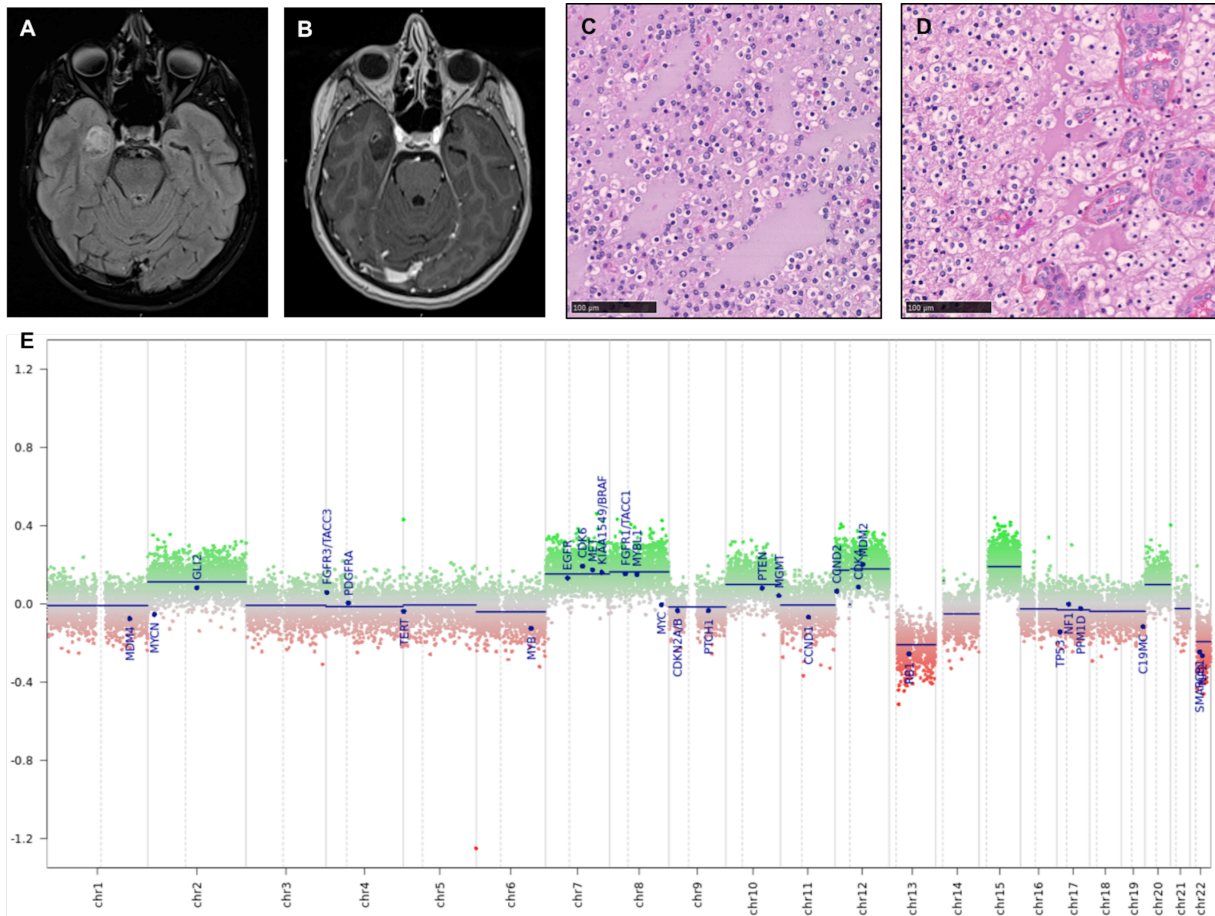 A
B
C
D
100 µm
100 µm
E
1.2
0.8
0.4
0.0
-0.4
-0.8
-1.2
MDM4
MYCN
GLI2
FGFR3/TACC3
PDGFRA
TERT
MYB
EGFR
CDK6
MET
KIAA1549/BRAF
FGFR1/TACC1
MYBL1
MYC
CDKN2A/B
PTCH1
PTEN
MGMT
CCND1
CCND2
CDK4
MDM2
RB1
TP53
NF1
PPM1D
C19MC
chr1
chr2
chr3
chr4
chr5
chr6
chr7
chr8
chr9
chr10
chr11
chr12
chr13
chr14
chr15
chr16
chr17
chr18
chr19
chr20
chr21
chr22